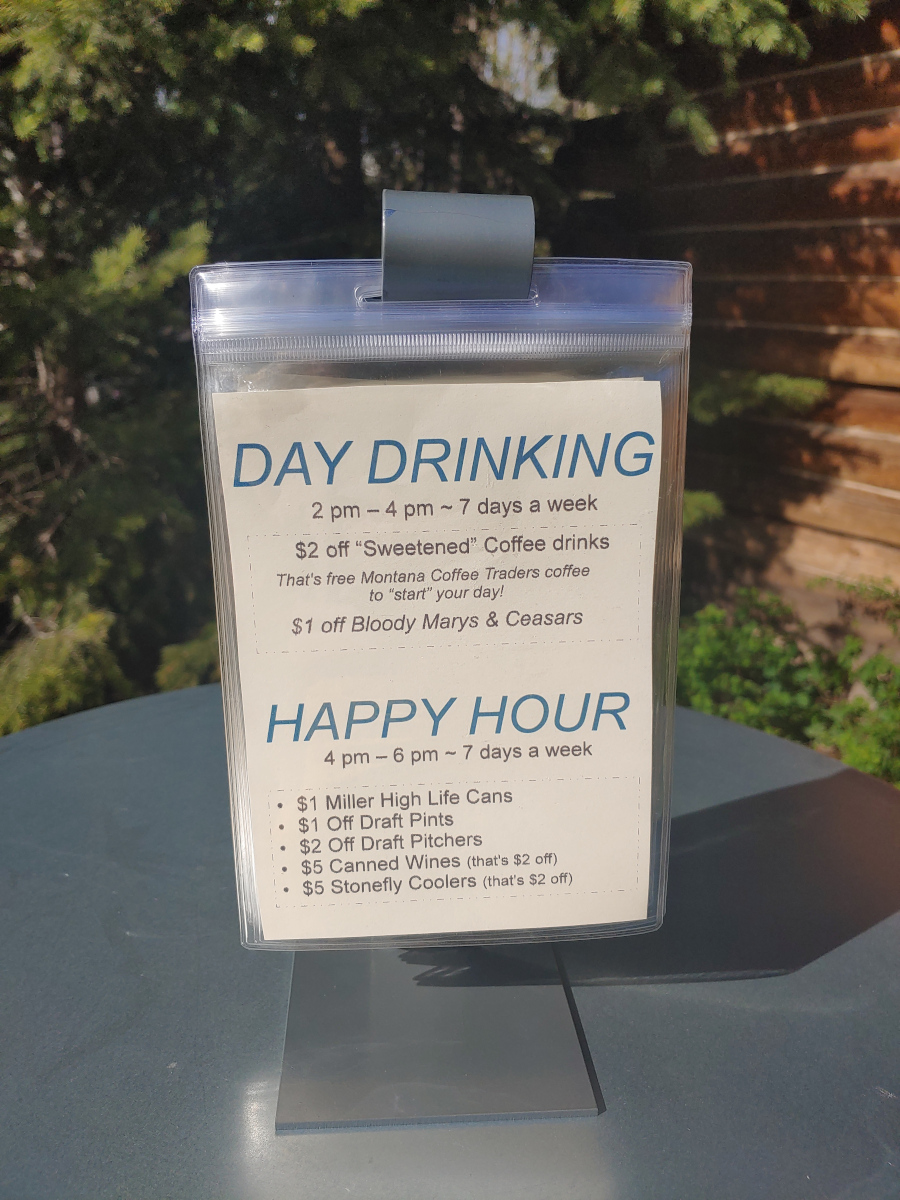 DAY DRINKING
2 pm – 4 pm ~ 7 days a week
$2 off “Sweetened” Coffee drinks
That's free Montana Coffee Traders coffee
to “start” your day!
$1 off Bloody Marys & Ceasars
HAPPY HOUR
4 pm – 6 pm ~ 7 days a week
• $1 Miller High Life Cans
• $1 Off Draft Pints
• $2 Off Draft Pitchers
• $5 Canned Wines (that's $2 off)
• $5 Stonefly Coolers (that's $2 off)